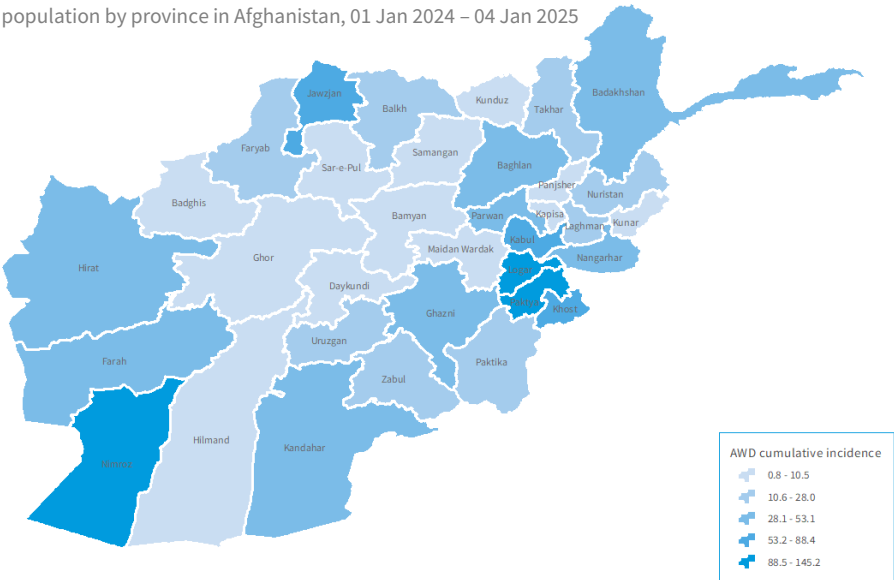 population by province in Afghanistan, 01 Jan 2024 – 04 Jan 2025
Jawzjan
Balkh
Kunduz
Takhar
Badakhshan
Faryab
Sar-e-Pul
Samangan
Baghlan
Panjsher
Nuristan
Badghis
Bamyan
Parwan
Kapisa
Laghman
Kunar
Hirat
Ghor
Maidan Wardak
Kabul
Nangarhar
Logar
Daykundi
Paktya
Khost
Ghazni
Uruzgan
Farah
Paktika
Zabul
Nimroz
Hilmand
Kandahar
AWD cumulative incidence
0.8 - 10.5
10.6 - 28.0
28.1 - 53.1
53.2 - 88.4
88.5 - 145.2